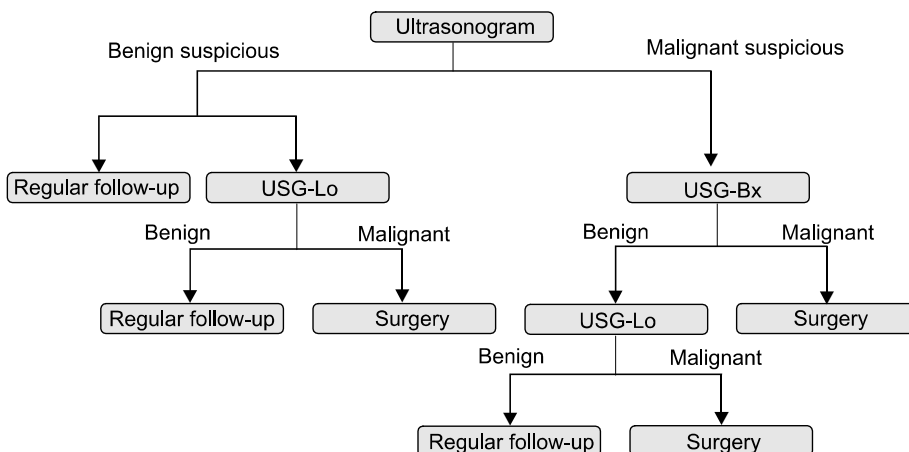 Ultrasonogram
Benign suspicious
Malignant suspicious
Regular follow-up
USG-Lo
USG-Bx
Benign
Malignant
Benign
Malignant
Regular follow-up
Surgery
USG-Lo
Surgery
Benign
Malignant
Regular follow-up
Surgery